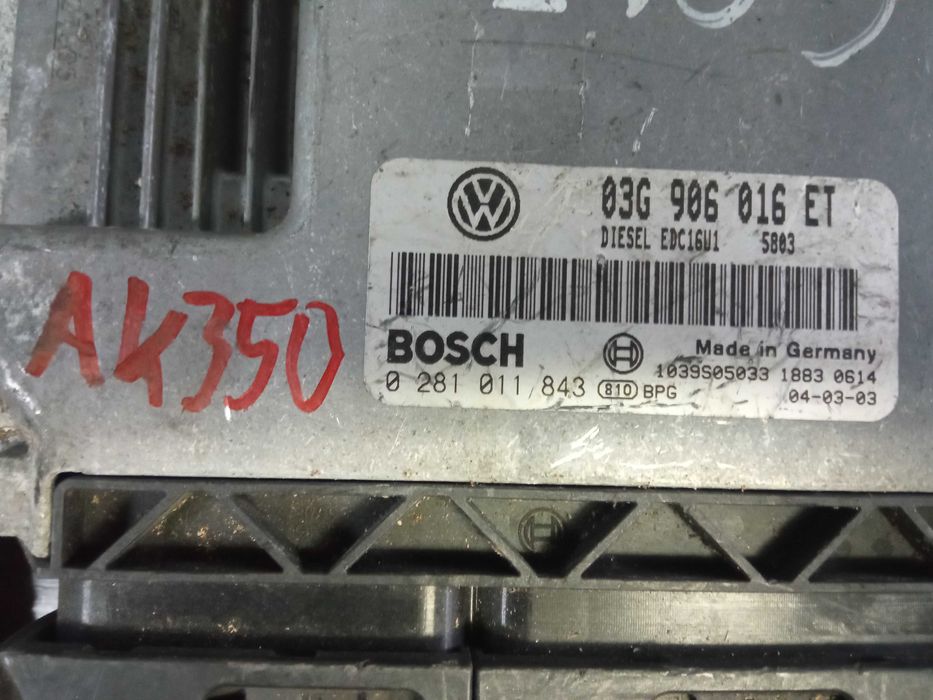 03G 906 016 ET
DIESEL EDC16U1 5803
BOSCH
Made in Germany
1039S05033 1883 0614
0 281 011 843 810 BPG
04-03-03
AK350